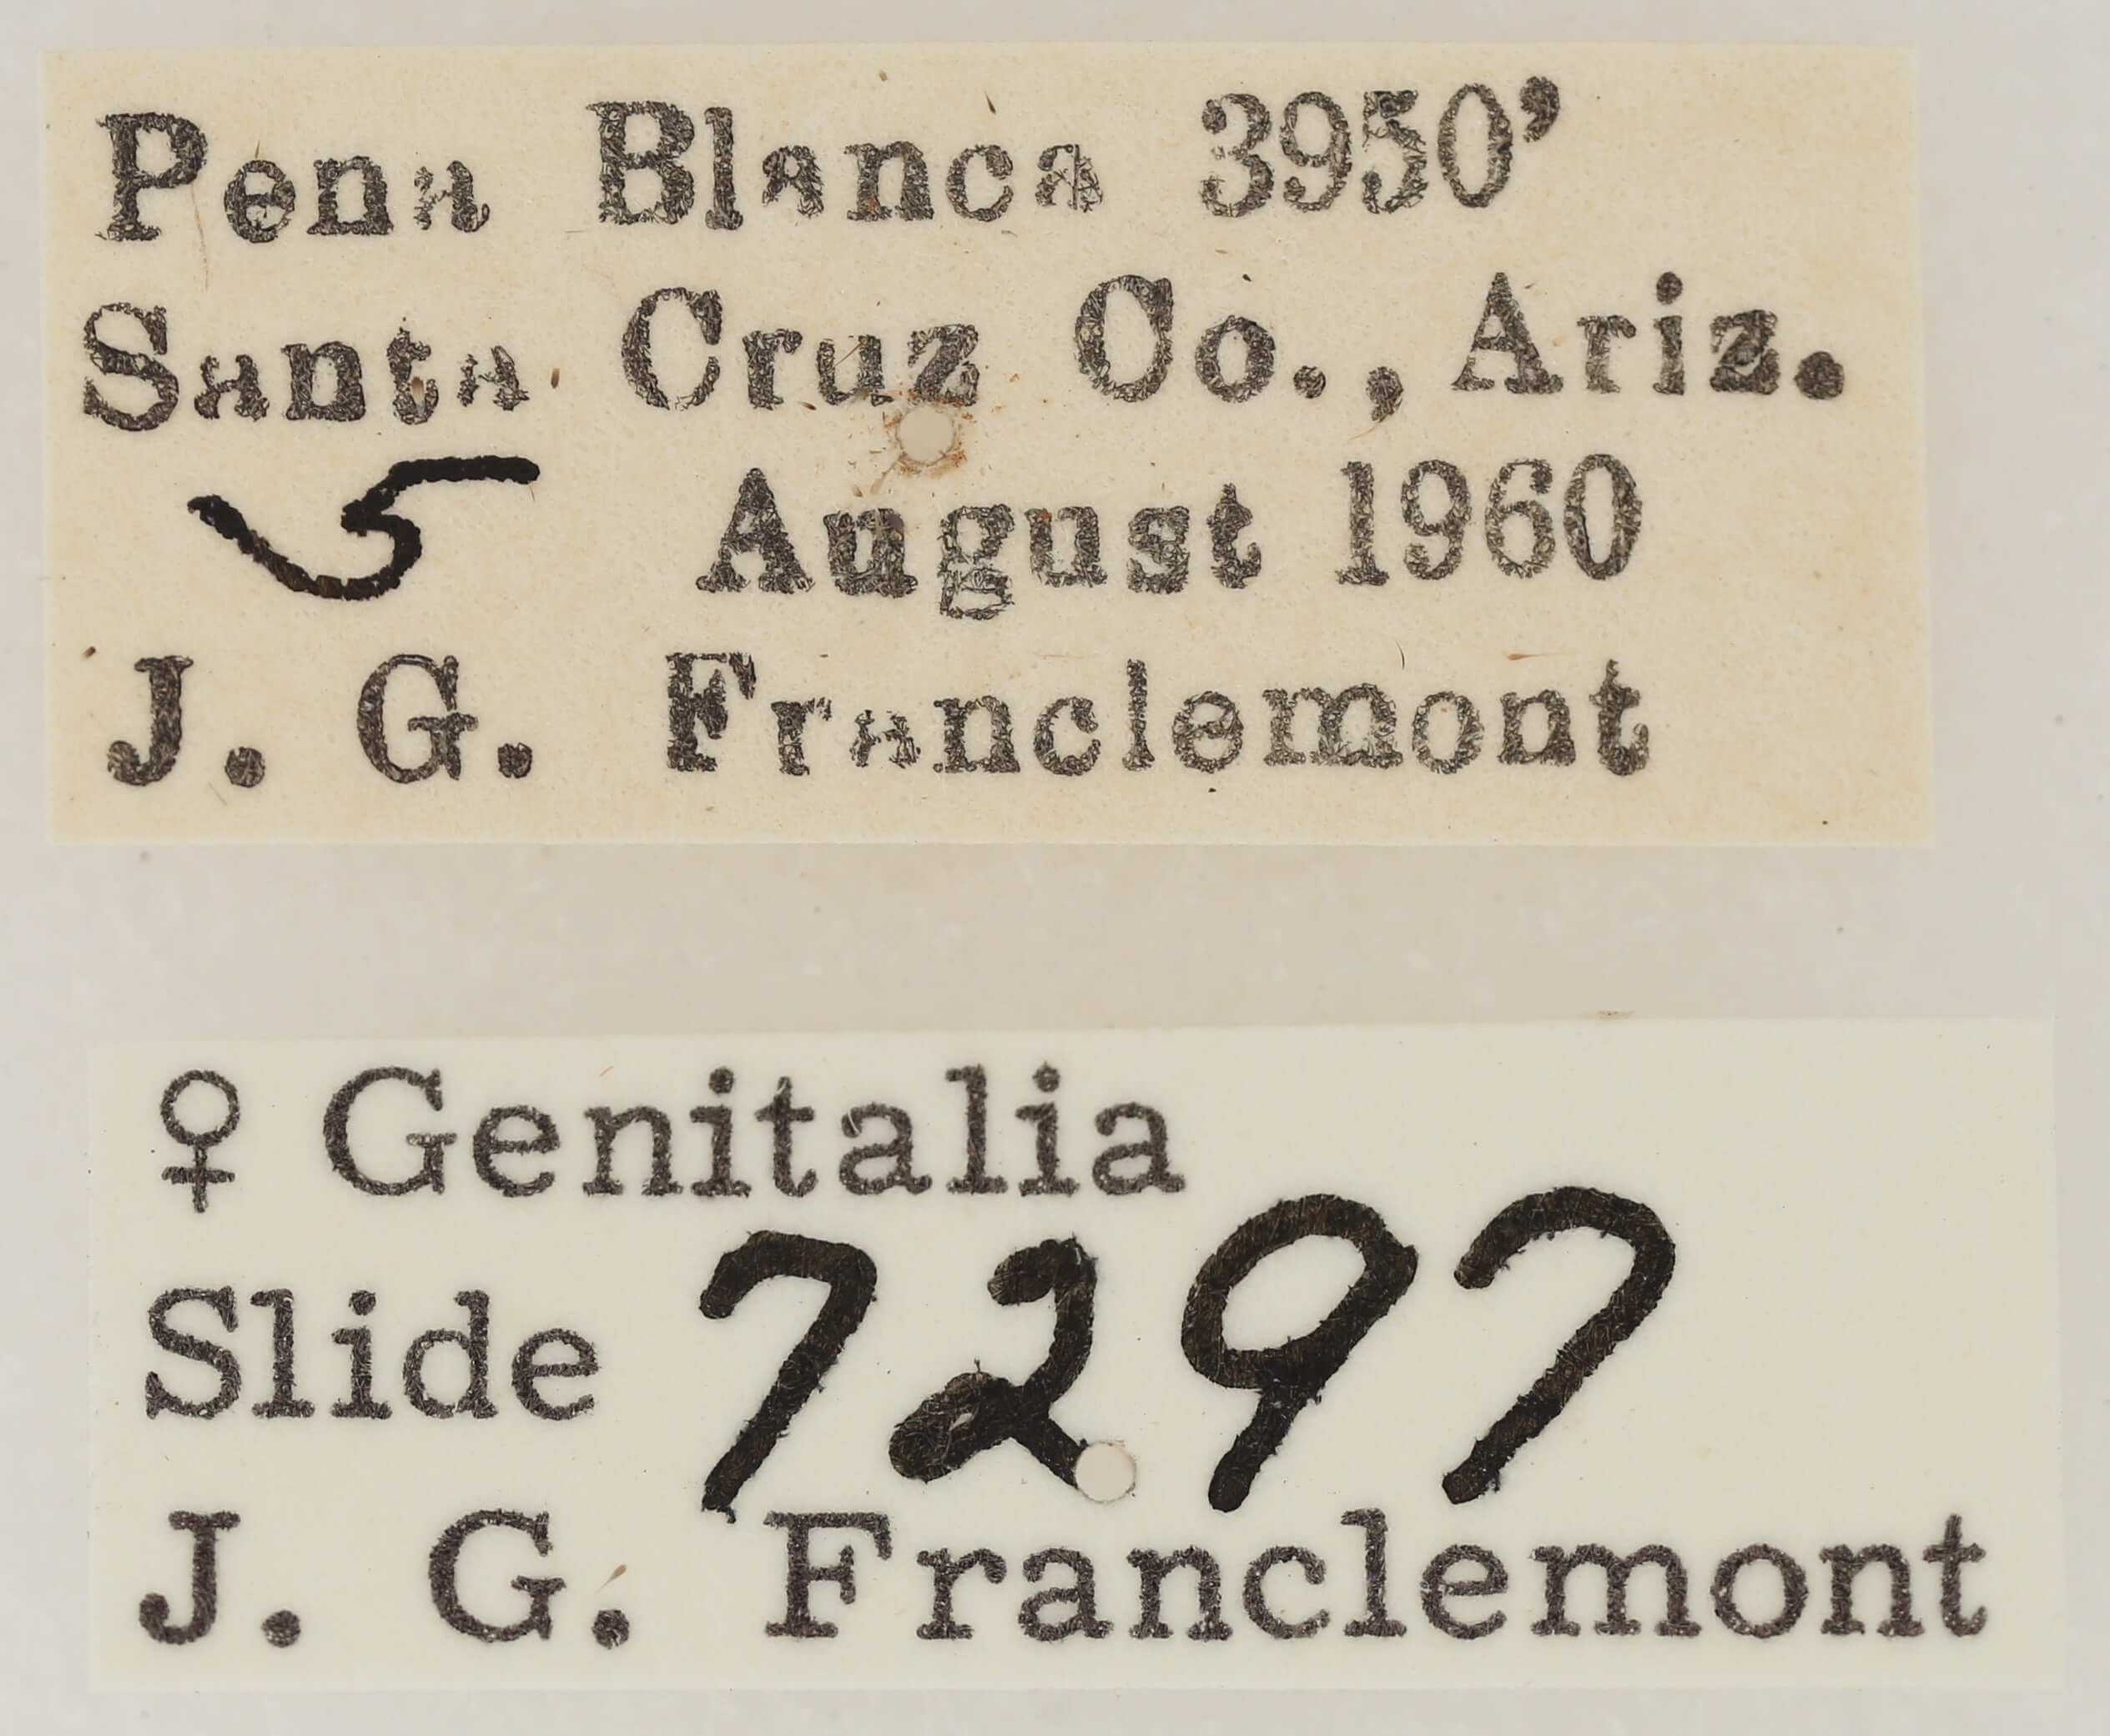 Pena Blanca 3950'
Santa Cruz Co., Ariz.
5 August 1960
J. G. Franclemont
♀ Genitalia
Slide 7297
J. G. Franclemont